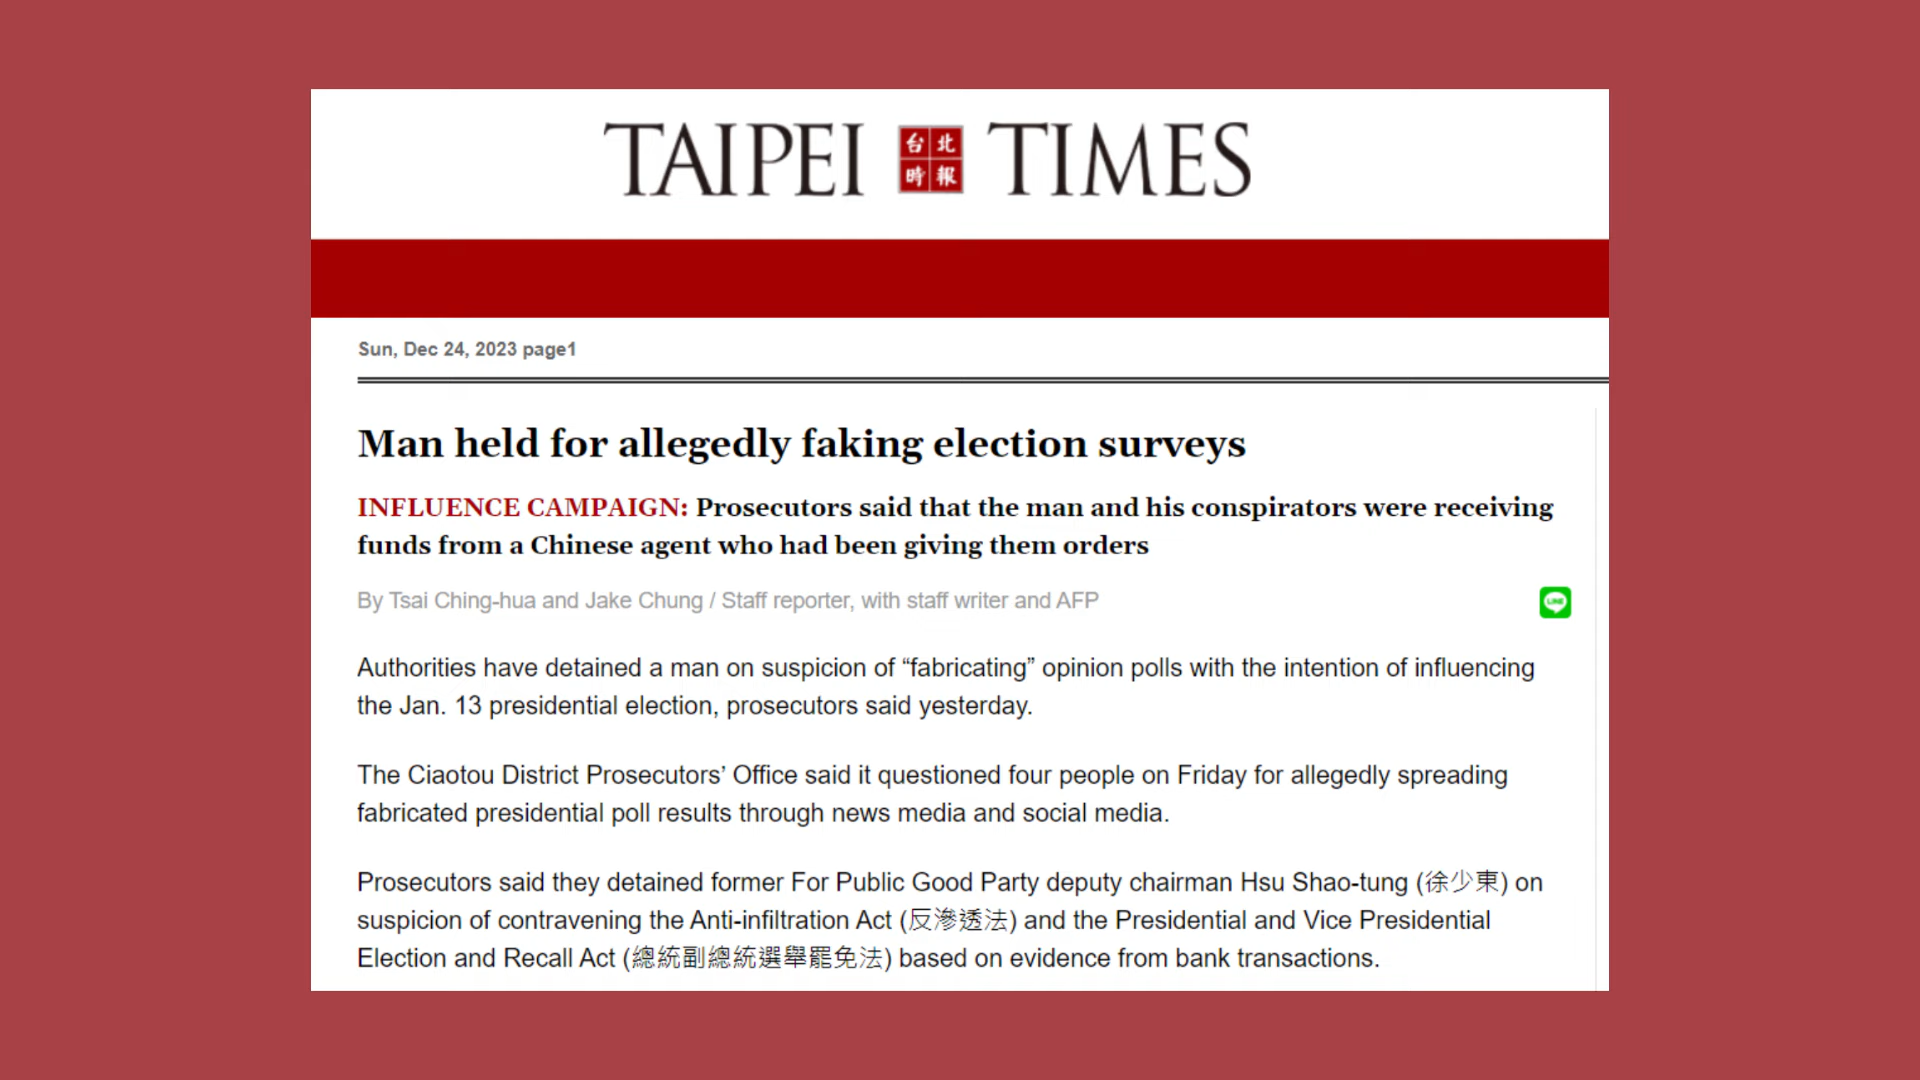 TAIPEI 台北時報 TIMES
Sun, Dec 24, 2023 page1
Man held for allegedly faking election surveys
INFLUENCE CAMPAIGN: Prosecutors said that the man and his conspirators were receiving
funds from a Chinese agent who had been giving them orders
By Tsai Ching-hua and Jake Chung / Staff reporter, with staff writer and AFP
LINE
Authorities have detained a man on suspicion of “fabricating” opinion polls with the intention of influencing
the Jan. 13 presidential election, prosecutors said yesterday.
The Ciaotou District Prosecutors’ Office said it questioned four people on Friday for allegedly spreading
fabricated presidential poll results through news media and social media.
Prosecutors said they detained former For Public Good Party deputy chairman Hsu Shao-tung (徐少東) on
suspicion of contravening the Anti-infiltration Act (反滲透法) and the Presidential and Vice Presidential
Election and Recall Act (總統副總統選舉罷免法) based on evidence from bank transactions.